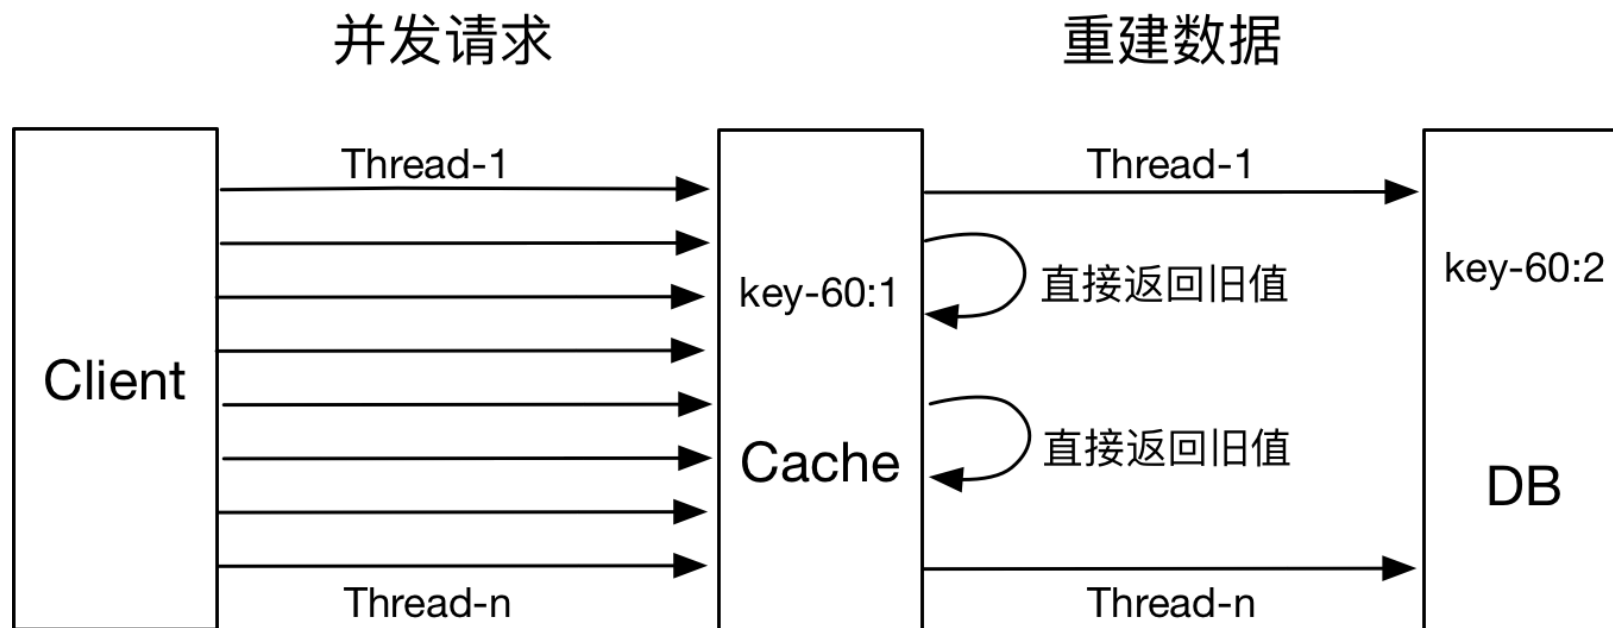 并发请求
重建数据
Thread-1
Thread-1
key-60:1
直接返回旧值
key-60:2
Client
Cache
直接返回旧值
DB
Thread-n
Thread-n